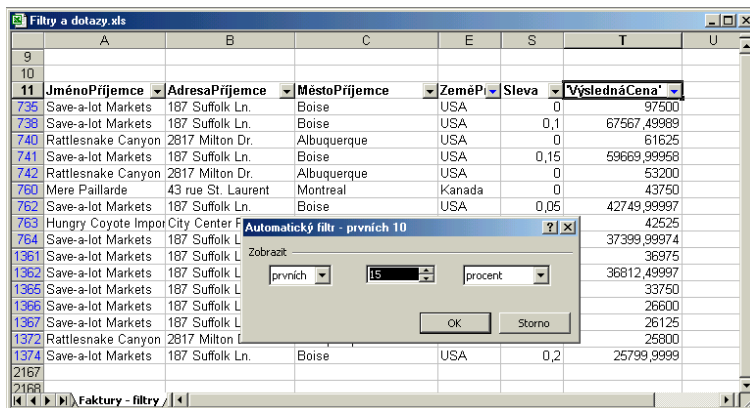 Filtry a dotazy.xls
A B C E S T U
9
10
11 JménoPříjemce AdresaPříjemce MěstoPříjemce ZeměPř Sleva 'VýslednáCena'
735 Save-a-lot Markets 187 Suffolk Ln. Boise USA 0 97500
738 Save-a-lot Markets 187 Suffolk Ln. Boise USA 0,1 67567,49989
740 Rattlesnake Canyon 2817 Milton Dr. Albuquerque USA 0 61625
741 Save-a-lot Markets 187 Suffolk Ln. Boise USA 0,15 59669,99958
742 Rattlesnake Canyon 2817 Milton Dr. Albuquerque USA 0 53200
760 Mere Paillarde 43 rue St. Laurent Montreal Kanada 0 43750
762 Save-a-lot Markets 187 Suffolk Ln. Boise USA 0,05 42749,99997
763 Hungry Coyote Impor City Center 42525
764 Save-a-lot Markets 187 Suffolk L 37399,99974
1361 Save-a-lot Markets 187 Suffolk L 36975
1362 Save-a-lot Markets 187 Suffolk L 36812,49997
1365 Save-a-lot Markets 187 Suffolk L 33750
1366 Save-a-lot Markets 187 Suffolk L 26600
1367 Save-a-lot Markets 187 Suffolk L 26125
1372 Rattlesnake Canyon 2817 Milton 25800
1374 Save-a-lot Markets 187 Suffolk Ln. Boise USA 0,2 25799,9999
2167
2168
Faktury - filtry
Automatický filtr - prvních 10
Zobrazit
prvních 15 procent
OK Storno